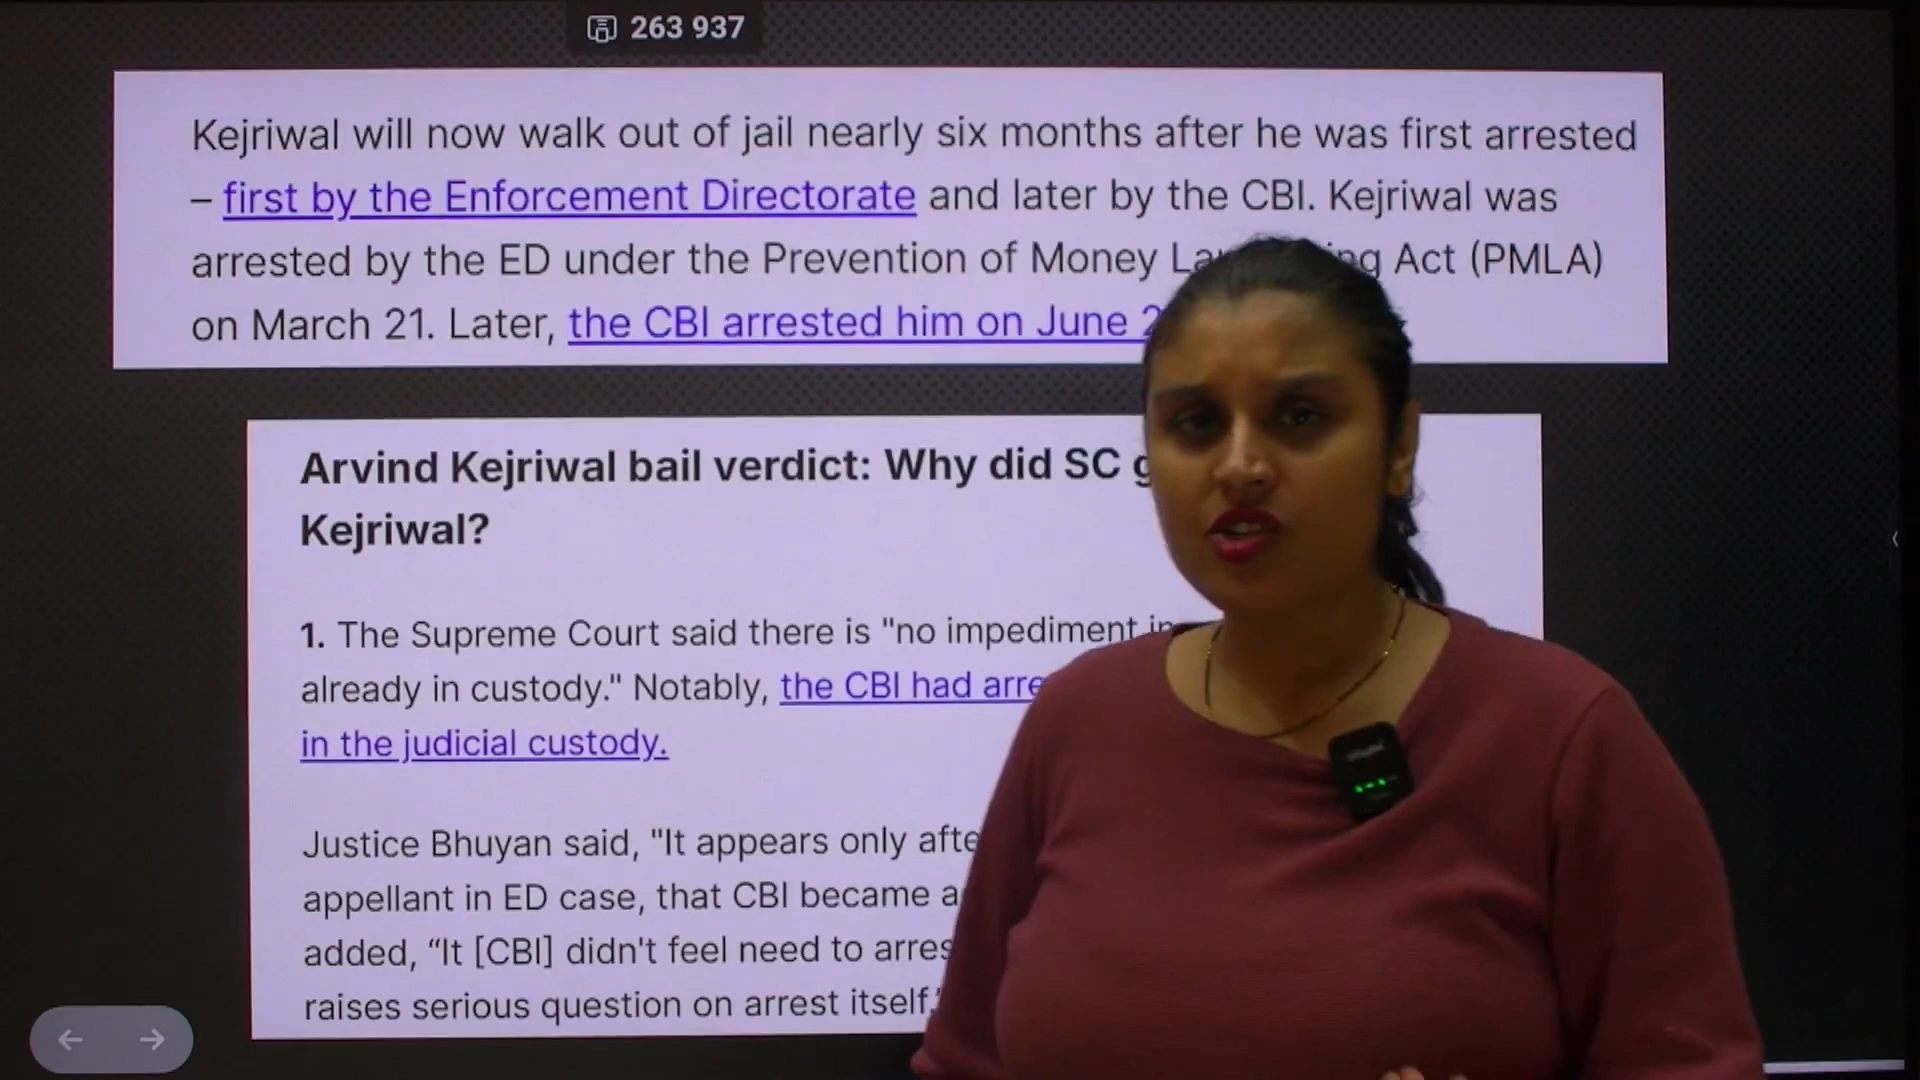 263 937
Kejriwal will now walk out of jail nearly six months after he was first arrested
– first by the Enforcement Directorate and later by the CBI. Kejriwal was
arrested by the ED under the Prevention of Money Act (PMLA)
on March 21. Later, the CBI arrested him on June
Arvind Kejriwal bail verdict: Why did SC
Kejriwal?
1. The Supreme Court said there is "no impediment
already in custody." Notably, the CBI had
in the judicial custody.
Justice Bhuyan said, "It appears only
appellant in ED case, that CBI became
added, “It [CBI] didn't feel need to
raises serious question on arrest itself.